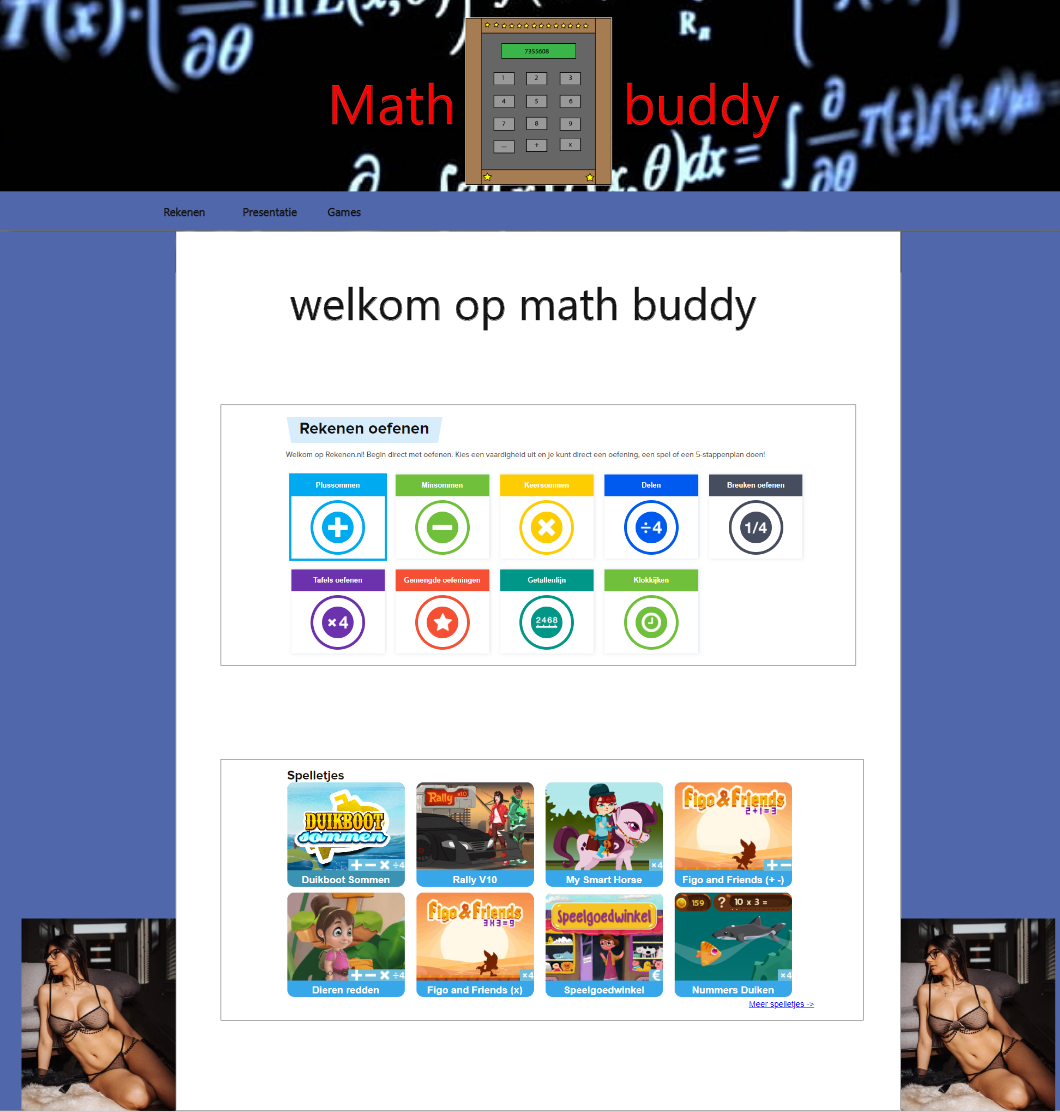 Math buddy
7355608
1 2 3
4 5 6
7 8 9
— + x
Rekenen Presentatie Games
welkom op math buddy
Rekenen oefenen
Welkom op Rekenen.nl! Begin direct met oefenen. Kies een vaardigheid uit en je kunt direct een oefening, een spel of een 5-stappenplan doen!
Plussommen Minsommen Keersommen Delen Breuken oefenen
÷4 1/4
Tafels oefenen Gemengde oefeningen Getallenlijn Klokkijken
×4 2468
Spelletjes
DUIKBOOT
sommen
+ − × ÷4
Duikboot Sommen
Rally V10
Rally V10
×4
My Smart Horse
Figo & Friends
2+1=3
+ −
Figo and Friends (+ -)
+ − × ÷4
Dieren redden
Figo & Friends
3X3=9
×4
Figo and Friends (x)
Speelgoedwinkel
€
Speelgoedwinkel
159 ? 10 x 3 =
×4
Nummers Duiken
Meer spelletjes ->